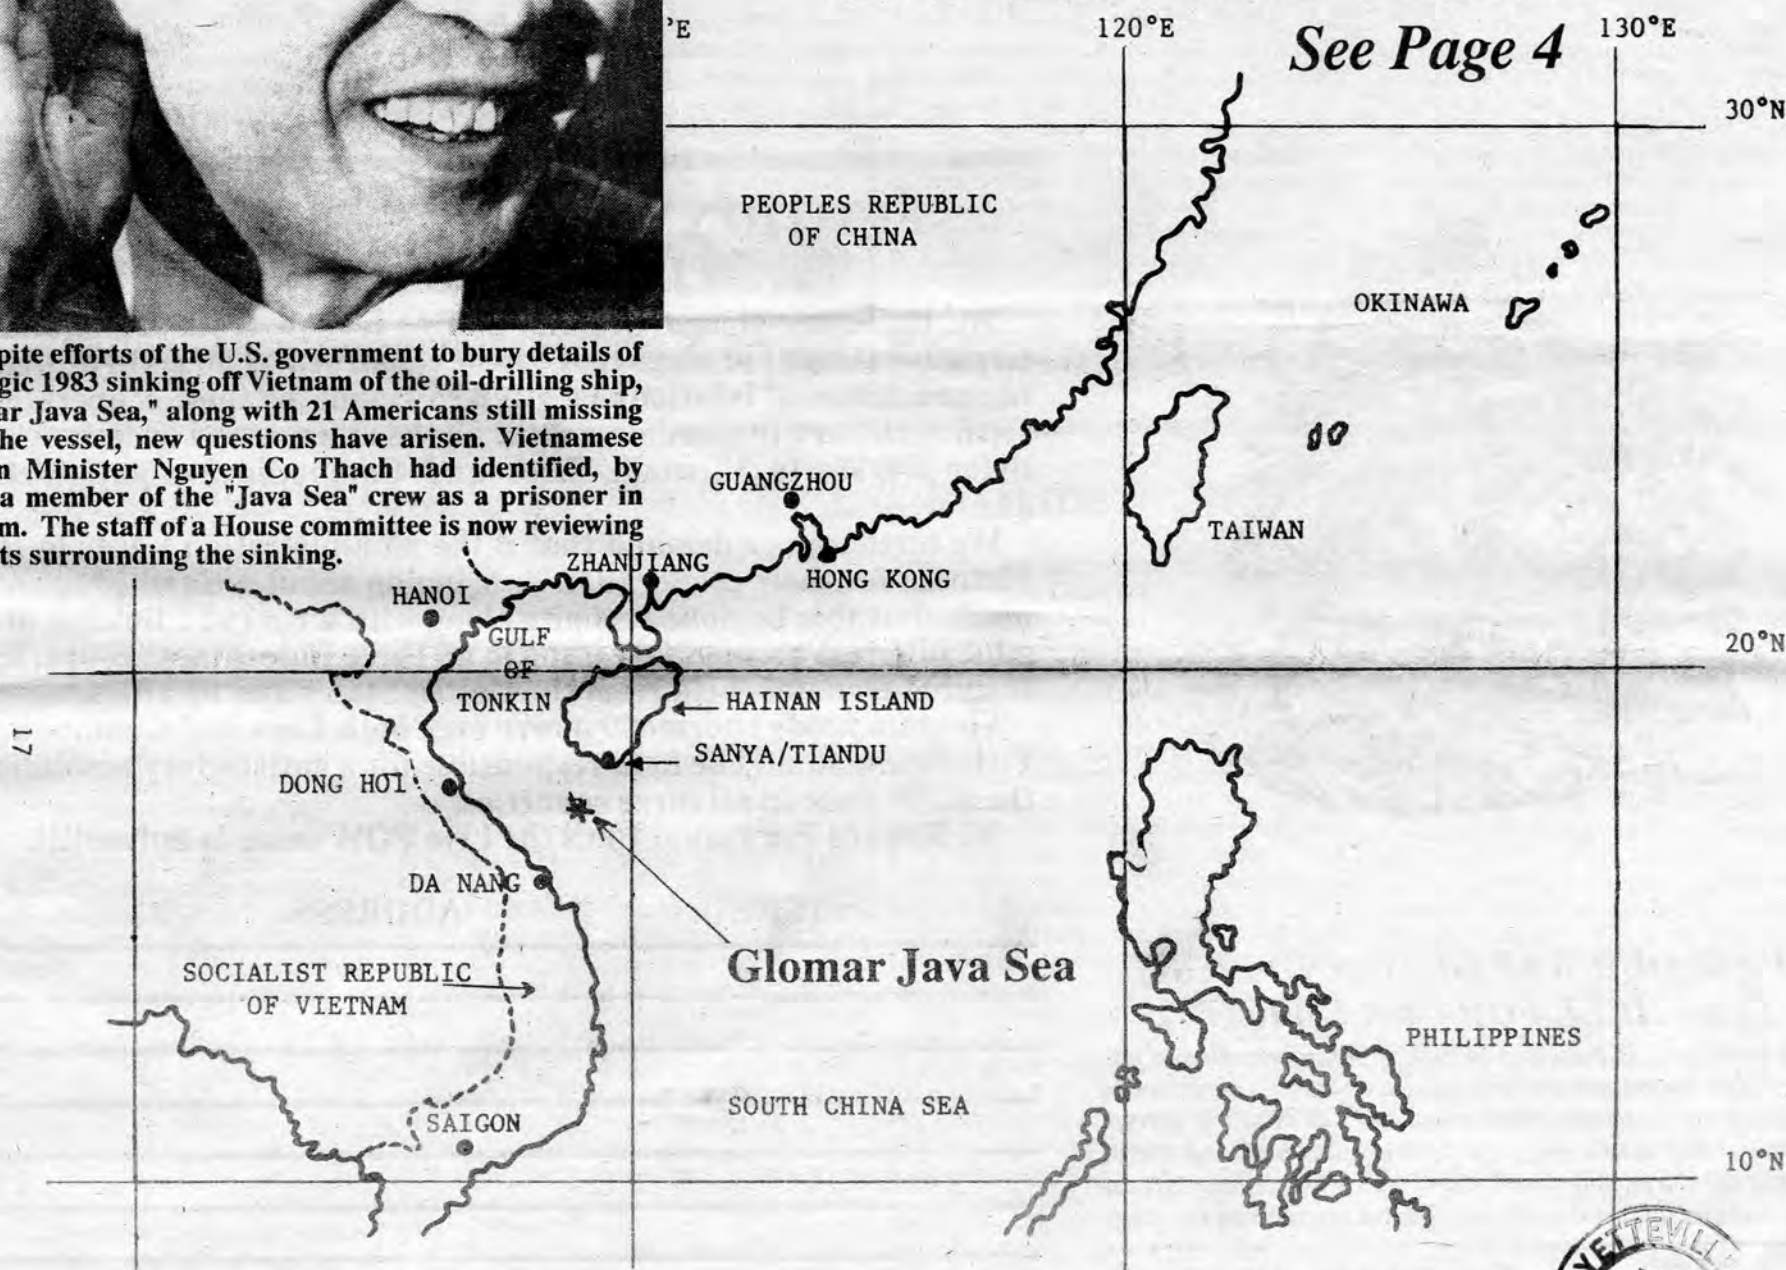 'E
120°E
See Page 4
130°E
30°N
PEOPLES REPUBLIC
OF CHINA
OKINAWA
pite efforts of the U.S. government to bury details of
gic 1983 sinking off Vietnam of the oil-drilling ship,
ar Java Sea," along with 21 Americans still missing
he vessel, new questions have arisen. Vietnamese
n Minister Nguyen Co Thach had identified, by
a member of the "Java Sea" crew as a prisoner in
m. The staff of a House committee is now reviewing
ts surrounding the sinking.
GUANGZHOU
TAIWAN
ZHANJIANG
HONG KONG
HANOI
GULF
OF
TONKIN
20°N
HAINAN ISLAND
17
SANYA/TIANDU
DONG HOI
DA NANG
Glomar Java Sea
SOCIALIST REPUBLIC
OF VIETNAM
PHILIPPINES
SOUTH CHINA SEA
SAIGON
10°N
YETTEVILL